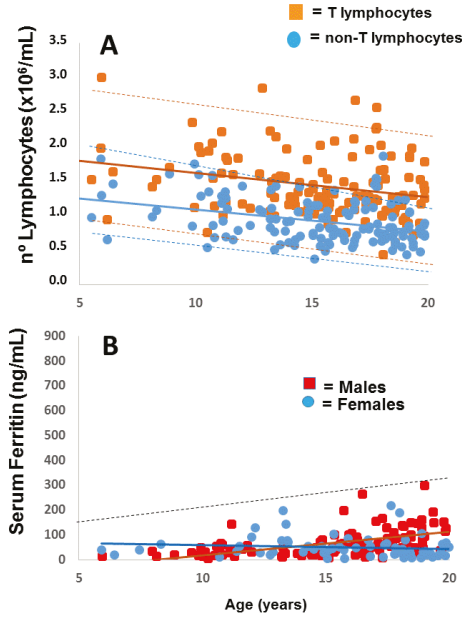 = T lymphocytes
= non-T lymphocytes
A
nº Lymphocytes (x10⁶/mL)
3.5
3.0
2.5
2.0
1.5
1.0
0.5
0.0
5 10 15 20
B
Serum Ferritin (ng/mL)
= Males
= Females
900
800
700
600
500
400
300
200
100
0
5 10 15 20
Age (years)